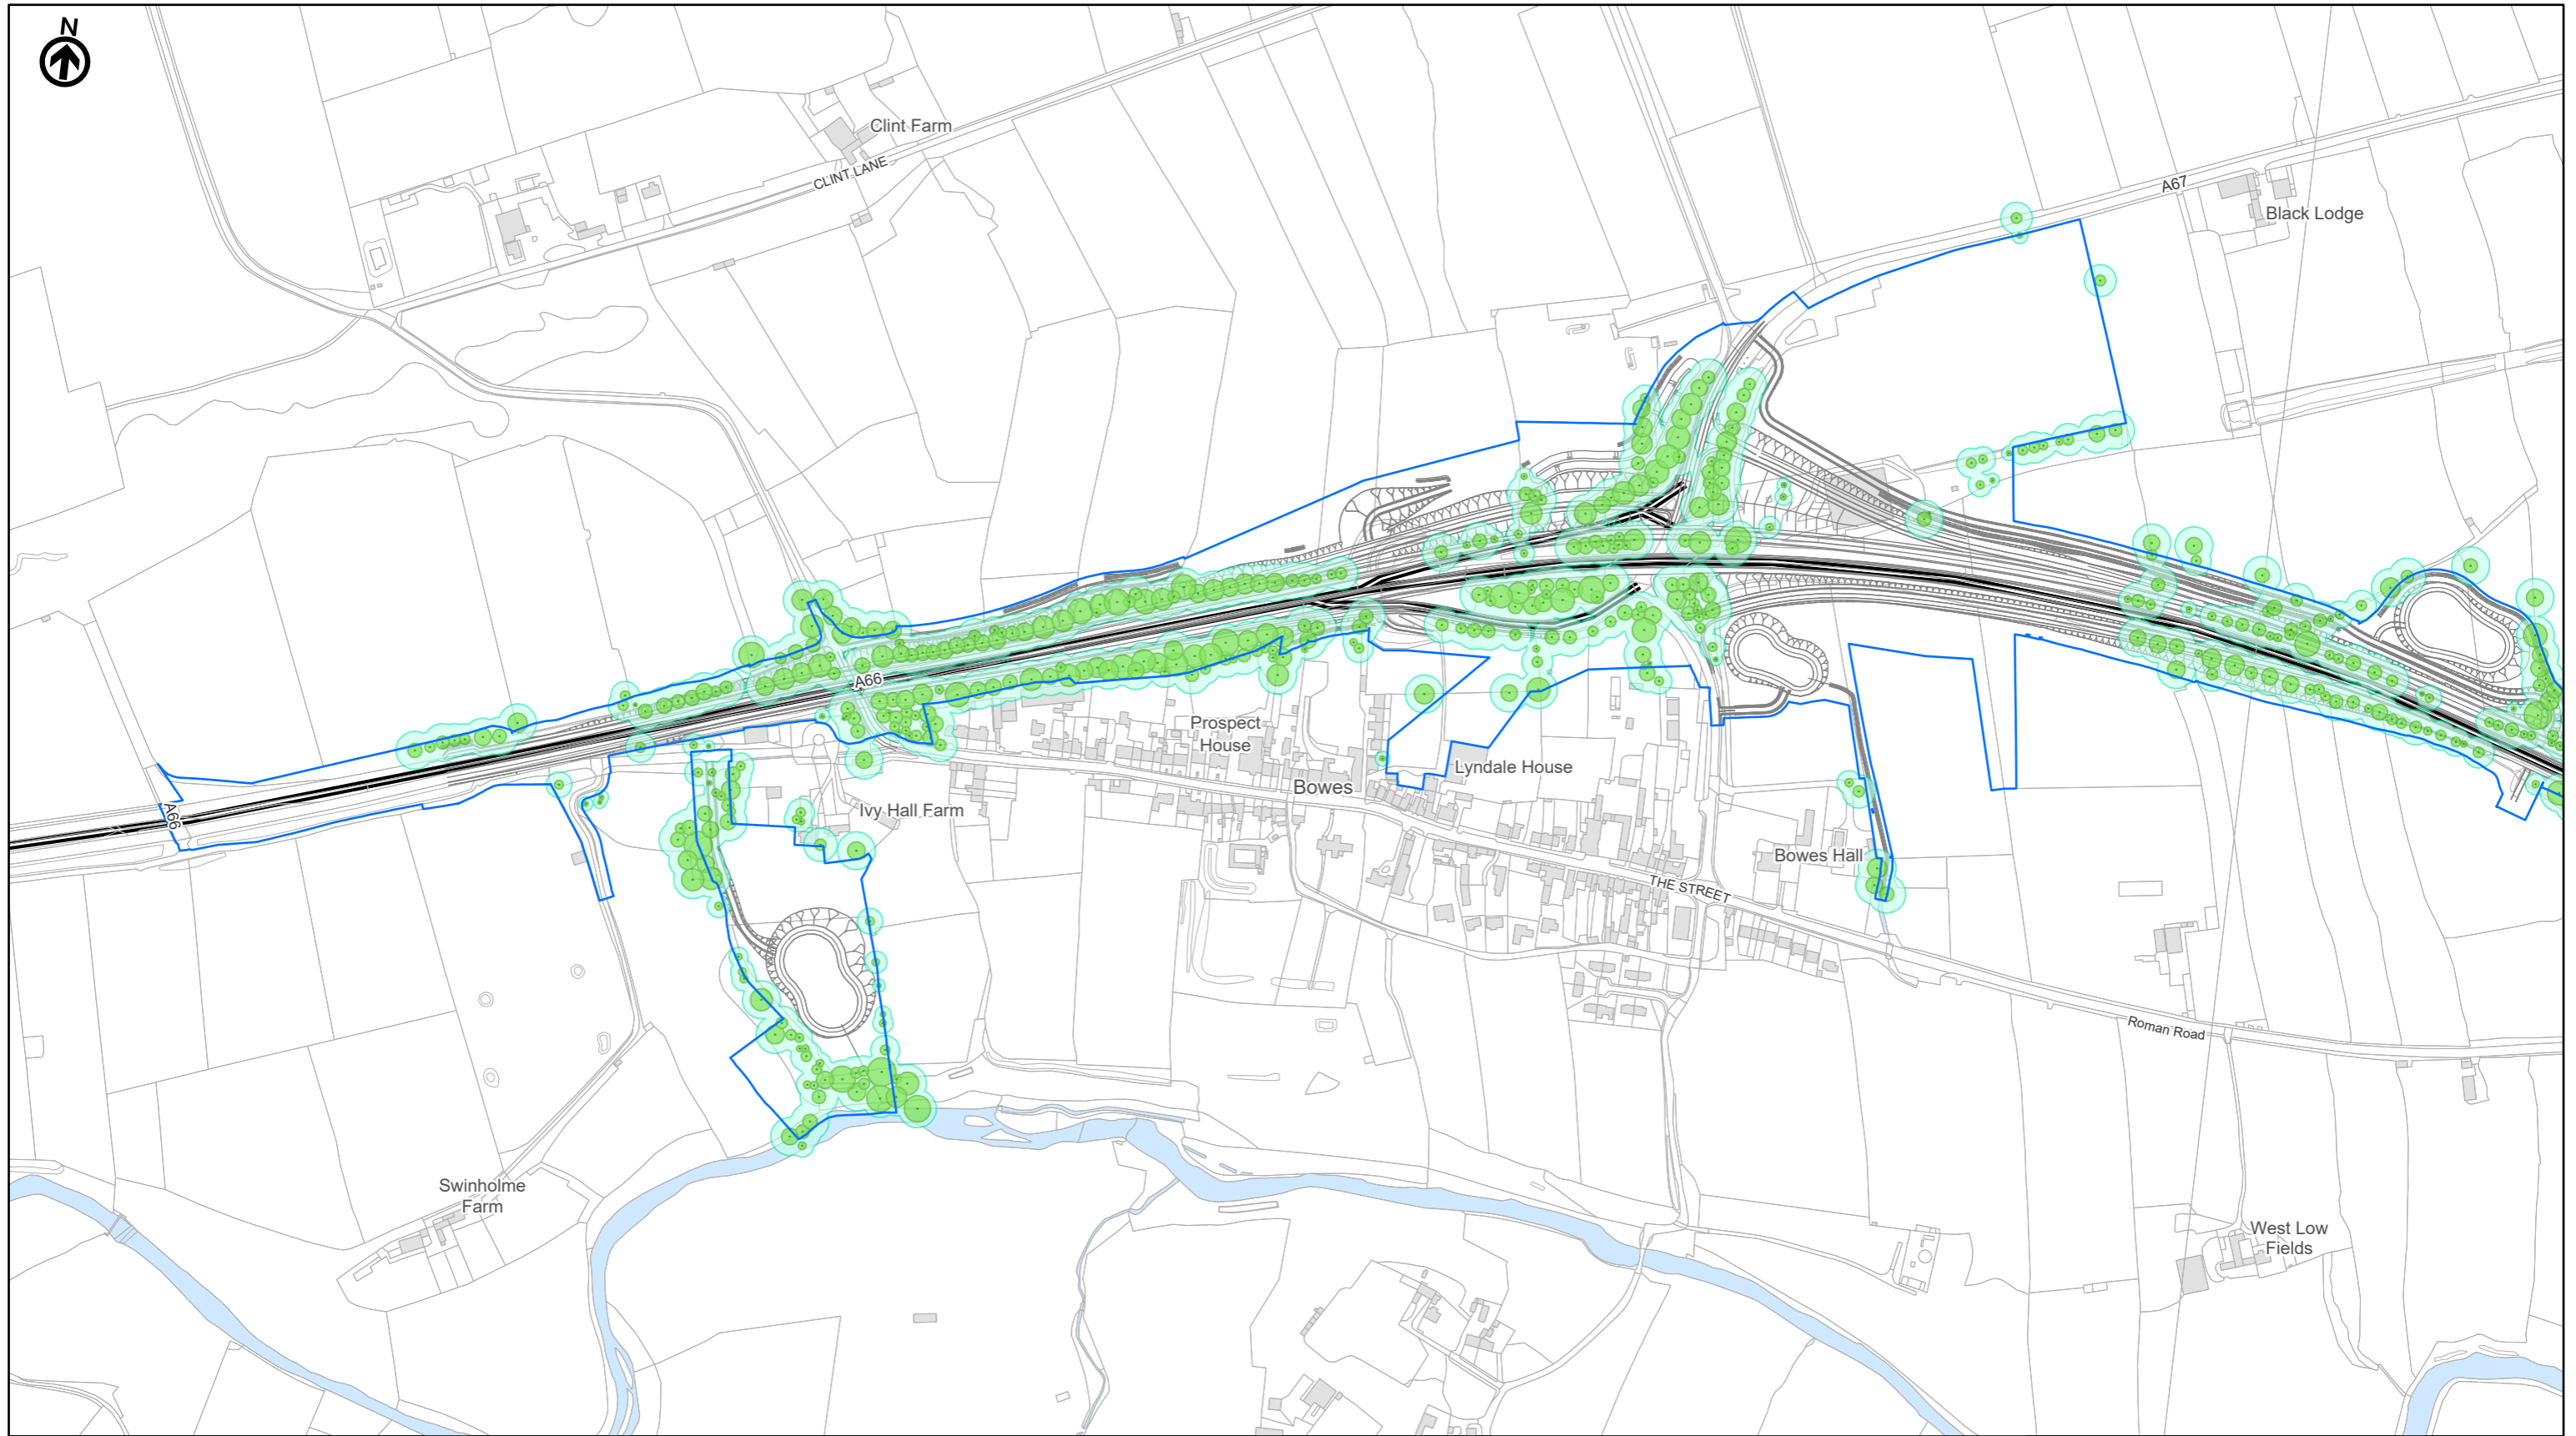 N
Clint Farm
CLINT LANE
A67
Black Lodge
A66
Prospect
House
Lyndale House
Bowes
A66
Ivy Hall Farm
Bowes Hall
THE STREET
Roman Road
Swinholme
Farm
West Low
Fields